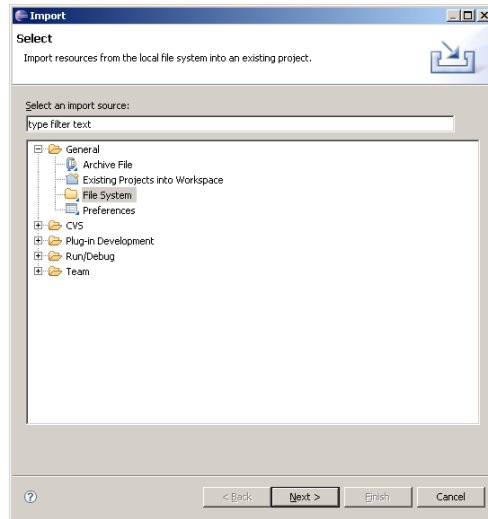 Import
Select
Import resources from the local file system into an existing project.
Select an import source:
type filter text
General
Archive File
Existing Projects into Workspace
File System
Preferences
CVS
Plug-in Development
Run/Debug
Team
< Back Next > Finish Cancel